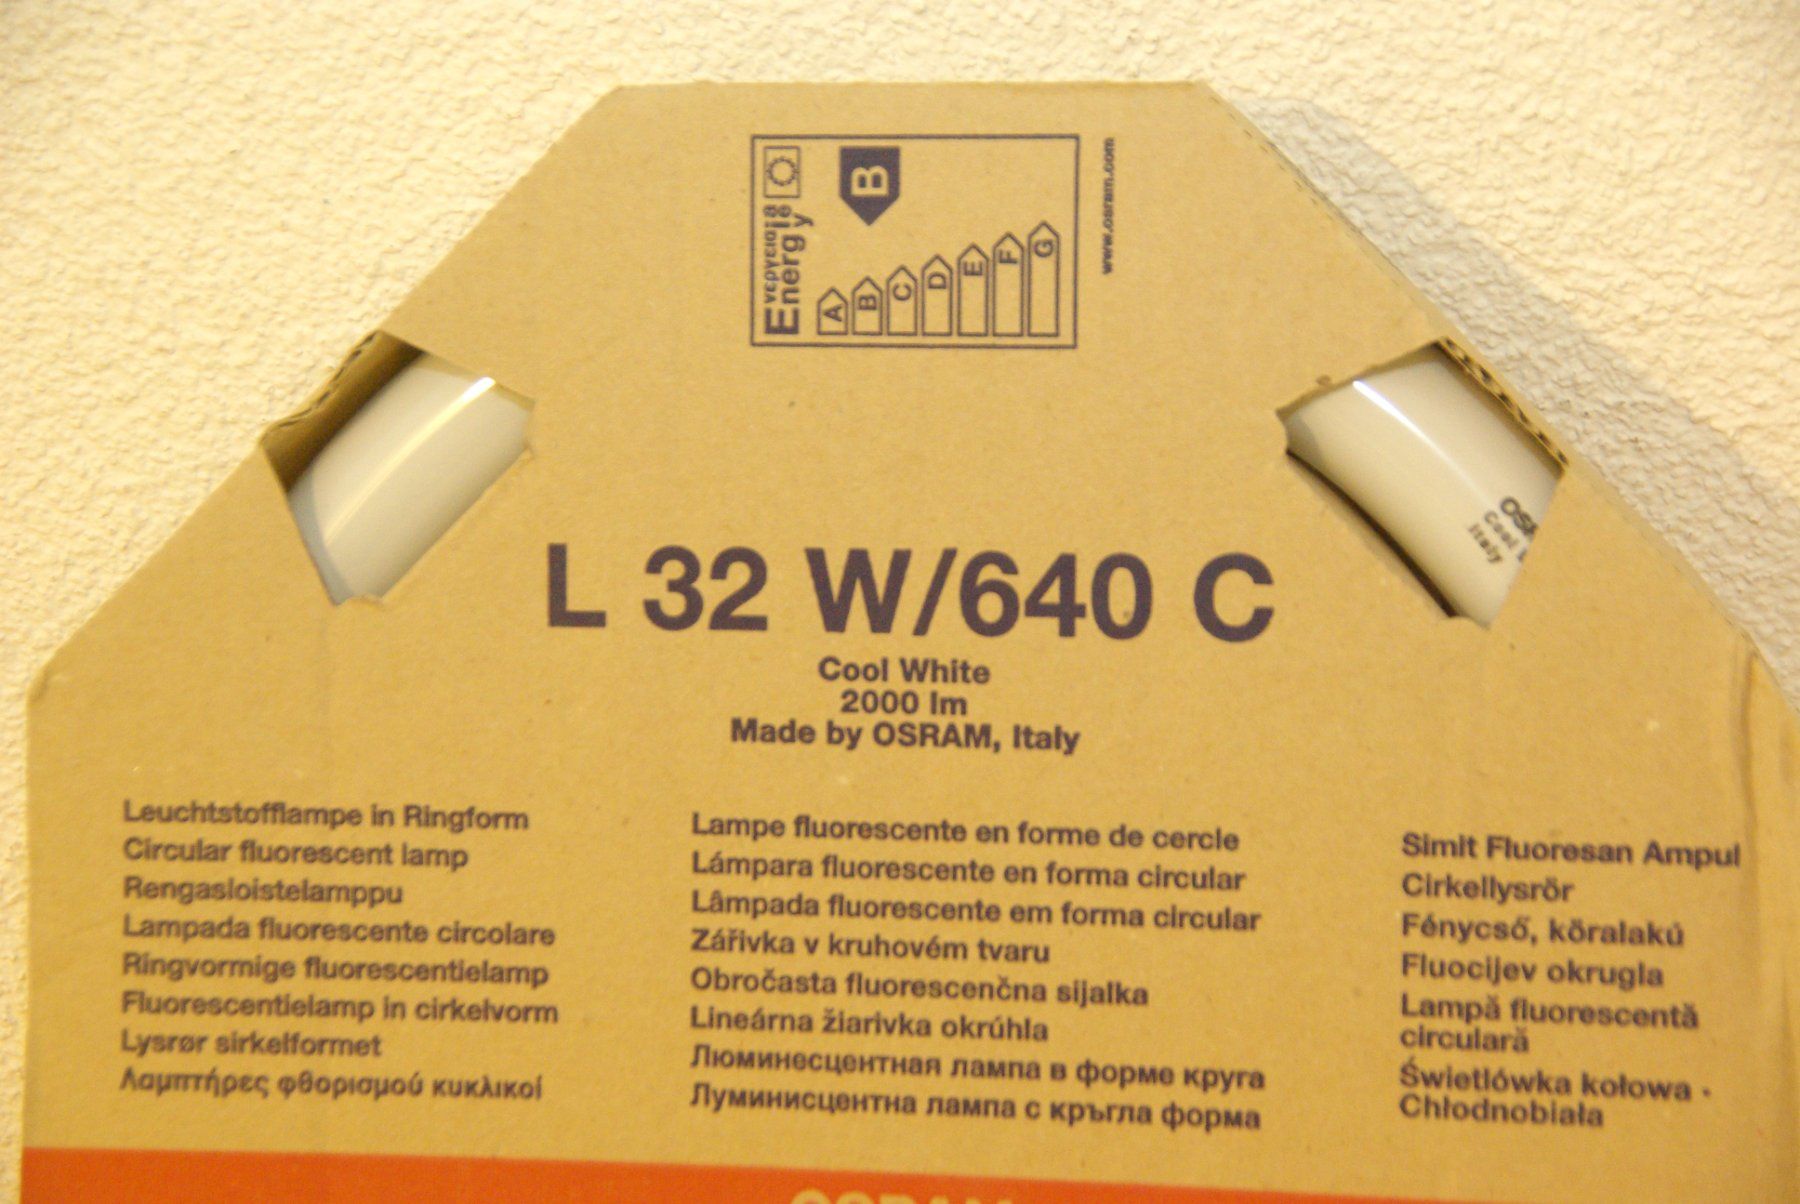 Ενεργεια
Energie
y
B
A
B
C
D
E
F
G
www.osram.com
L 32 W/640 C
Cool White
2000 lm
Made by OSRAM, Italy
Cool
Italy
Leuchtstofflampe in Ringform
Circular fluorescent lamp
Rengasloistelamppu
Lampada fluorescente circolare
Ringvormige fluorescentielamp
Fluorescentielamp in cirkelvorm
Lysrør sirkelformet
Λαμπτήρες φθορισμού κυκλικοί
Lampe fluorescente en forme de cercle
Lámpara fluorescente en forma circular
Lâmpada fluorescente em forma circular
Zářivka v kruhovém tvaru
Obročasta fluorescenčna sijalka
Lineárna žiarivka okrúhla
Люминесцентная лампа в форме круга
Луминисцентна лампа с кръгла форма
Simit Fluoresan Ampul
Cirkellysrör
Fénycső, köralakú
Fluocijev okrugla
Lampă fluorescentă
circulară
Świetlówka kołowa -
Chłodnobiała